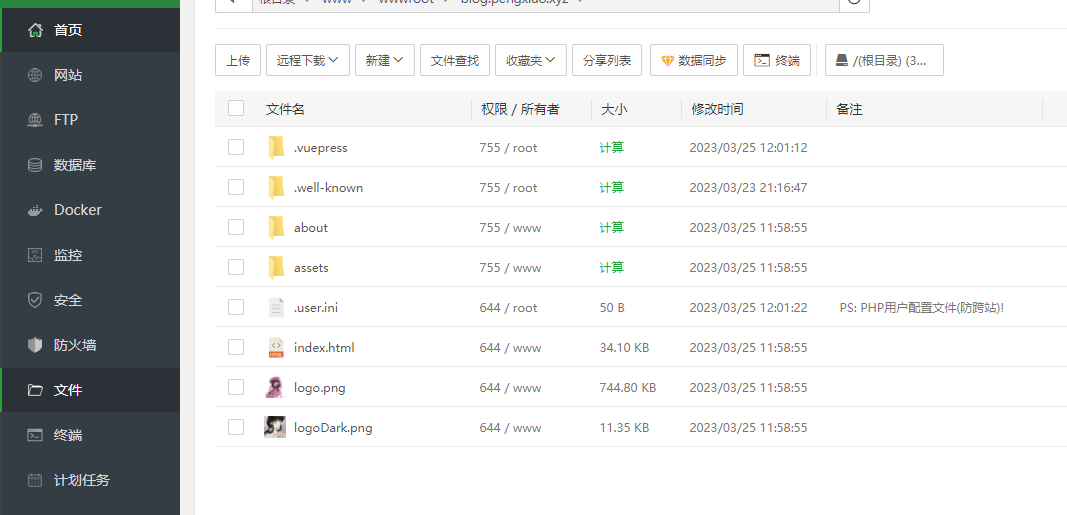 根目录 › www › wwwroot › blog.pengxiao.xyz ›
首页
网站
FTP
数据库
Docker
监控
安全
防火墙
文件
终端
计划任务
上传 远程下载 新建 文件查找 收藏夹 分享列表 数据同步 终端 /(根目录) (3...
文件名 权限 / 所有者 大小 修改时间 备注
.vuepress 755 / root 计算 2023/03/25 12:01:12
.well-known 755 / root 计算 2023/03/23 21:16:47
about 755 / www 计算 2023/03/25 11:58:55
assets 755 / www 计算 2023/03/25 11:58:55
.user.ini 644 / root 50 B 2023/03/25 12:01:22 PS: PHP用户配置文件(防跨站)!
index.html 644 / www 34.10 KB 2023/03/25 11:58:55
logo.png 644 / www 744.80 KB 2023/03/25 11:58:55
logoDark.png 644 / www 11.35 KB 2023/03/25 11:58:55